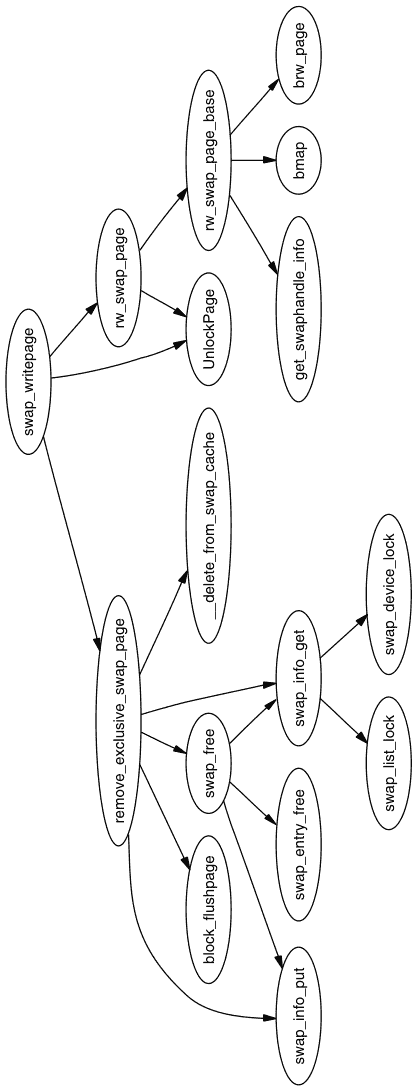 swap_writepage
remove_exclusive_swap_page
rw_swap_page
block_flushpage
swap_free
__delete_from_swap_cache
UnlockPage
rw_swap_page_base
swap_info_put
swap_entry_free
swap_info_get
get_swaphandle_info
bmap
brw_page
swap_list_lock
swap_device_lock